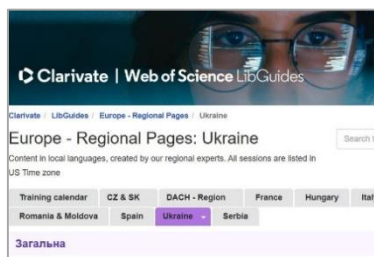 Clarivate | Web of Science LibGuides
Clarivate / LibGuides / Europe - Regional Pages / Ukraine
Europe - Regional Pages: Ukraine
Search
Content in local languages, created by our regional experts. All sessions are listed in
US Time zone
Training calendar CZ & SK DACH - Region France Hungary Ital
Romania & Moldova Spain Ukraine Serbia
Загальна